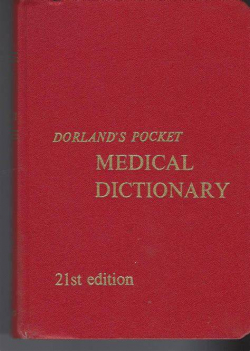 DORLAND'S POCKET
MEDICAL
DICTIONARY
21st edition